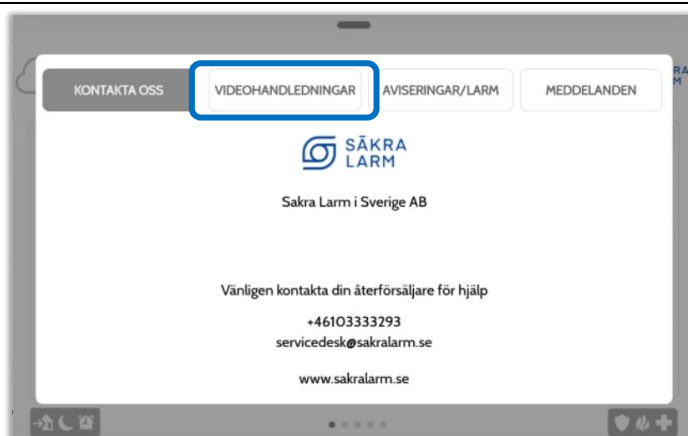 KONTAKTA OSS
VIDEOHANDLEDNINGAR
AVISERINGAR/LARM
MEDDELANDEN
RA
M
SÄKRA
LARM
Sakra Larm i Sverige AB
Vänligen kontakta din återförsäljare för hjälp
+46103333293
servicedesk@sakralarm.se
www.sakralarm.se